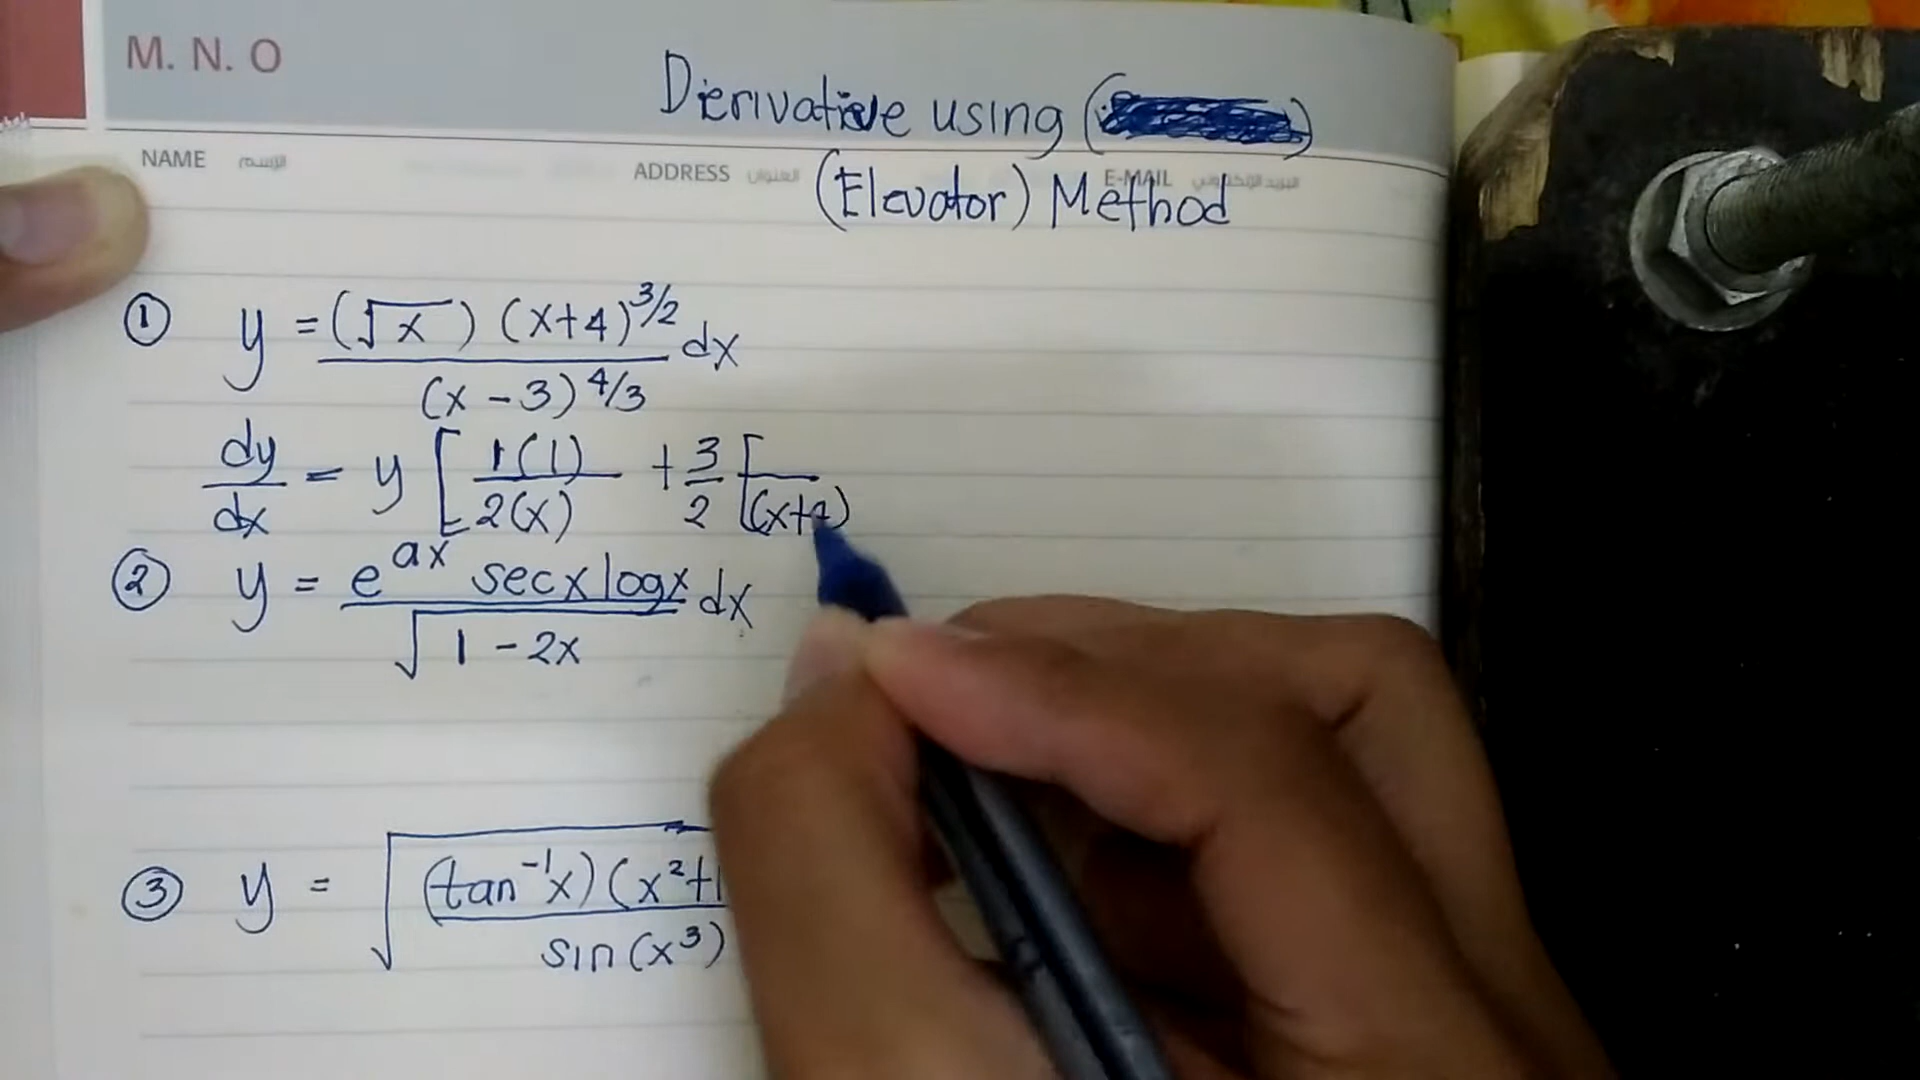 M. N. O
Derivative using ( )
NAME الإسم ADDRESS العنوان E-MAIL البريد الإلكتروني
(Elevator) Method
① y = (√x) (x+4)^3/2 / (x - 3)^4/3 dx
dy/dx = y [ 1(1)/2(x) + 3/2 [ /(x+4)
② y = e^ax secx logx / √1 - 2x dx
③ y = √(tan⁻¹x) (x²+1 / sin(x³)